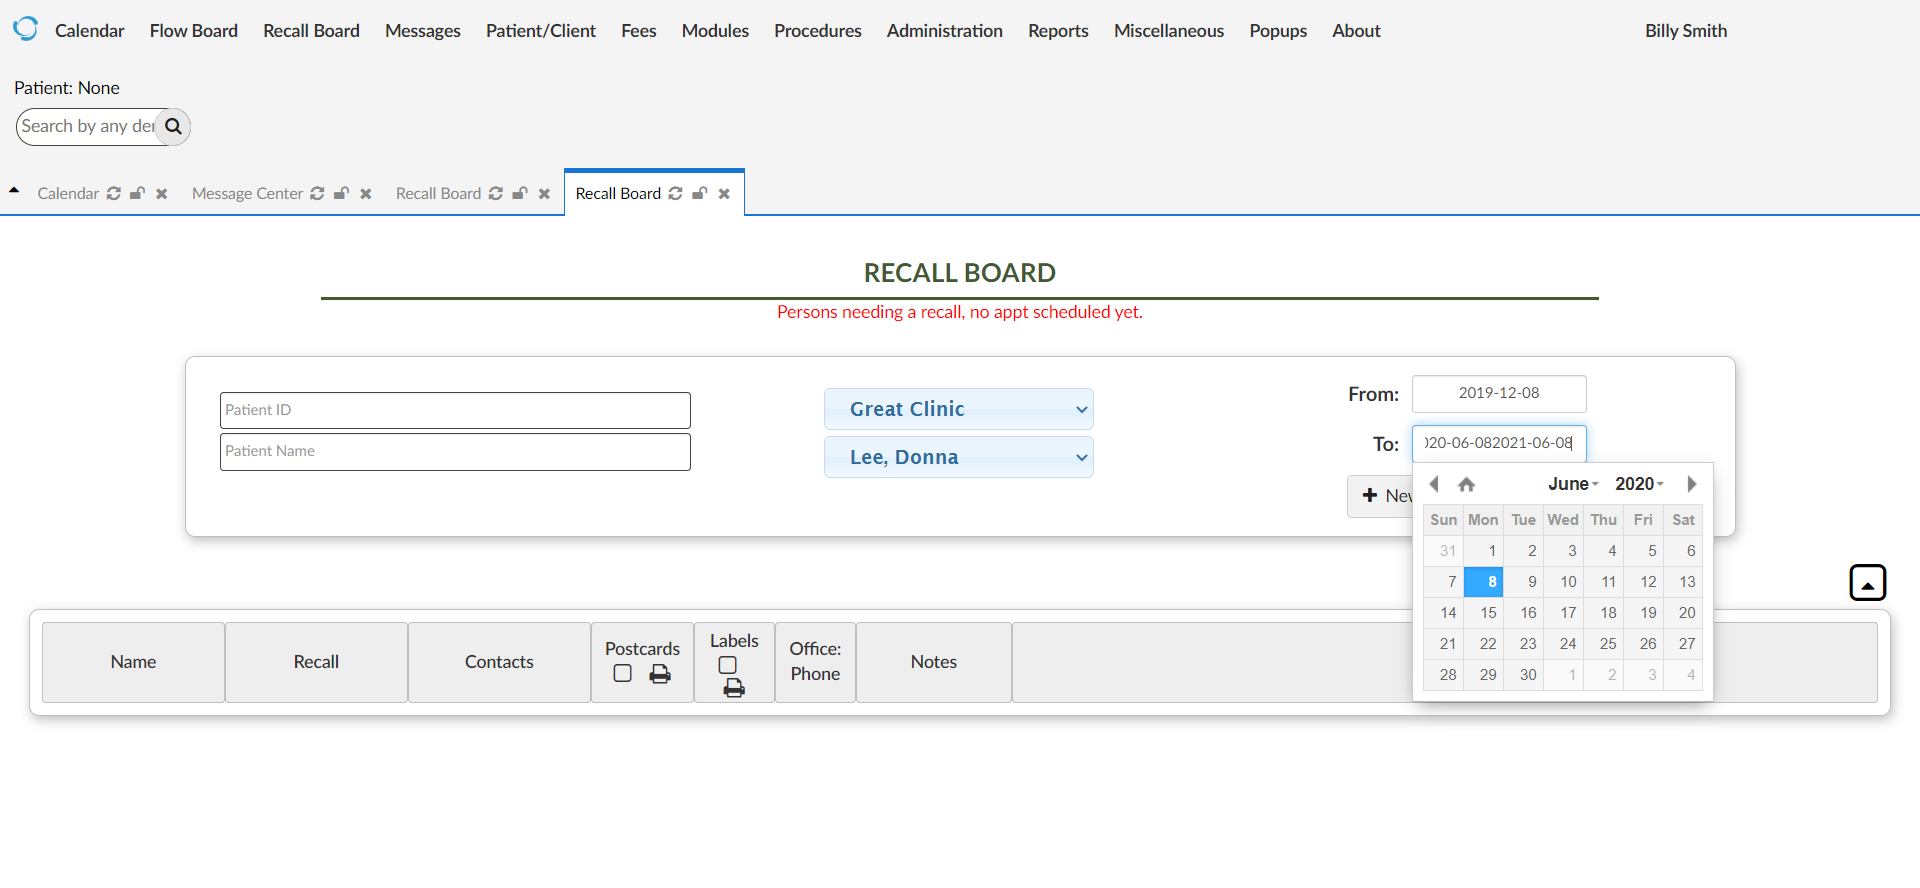 Calendar Flow Board Recall Board Messages Patient/Client Fees Modules Procedures Administration Reports Miscellaneous Popups About Billy Smith
Patient: None
Search by any de
Calendar Message Center Recall Board Recall Board
RECALL BOARD
Persons needing a recall, no appt scheduled yet.
Patient ID
Patient Name
Great Clinic
Lee, Donna
From: 2019-12-08
To: 020-06-082021-06-08
Ne
June 2020
Sun Mon Tue Wed Thu Fri Sat
31 1 2 3 4 5 6
7 8 9 10 11 12 13
14 15 16 17 18 19 20
21 22 23 24 25 26 27
28 29 30 1 2 3 4
Name Recall Contacts Postcards Labels Office: Phone Notes